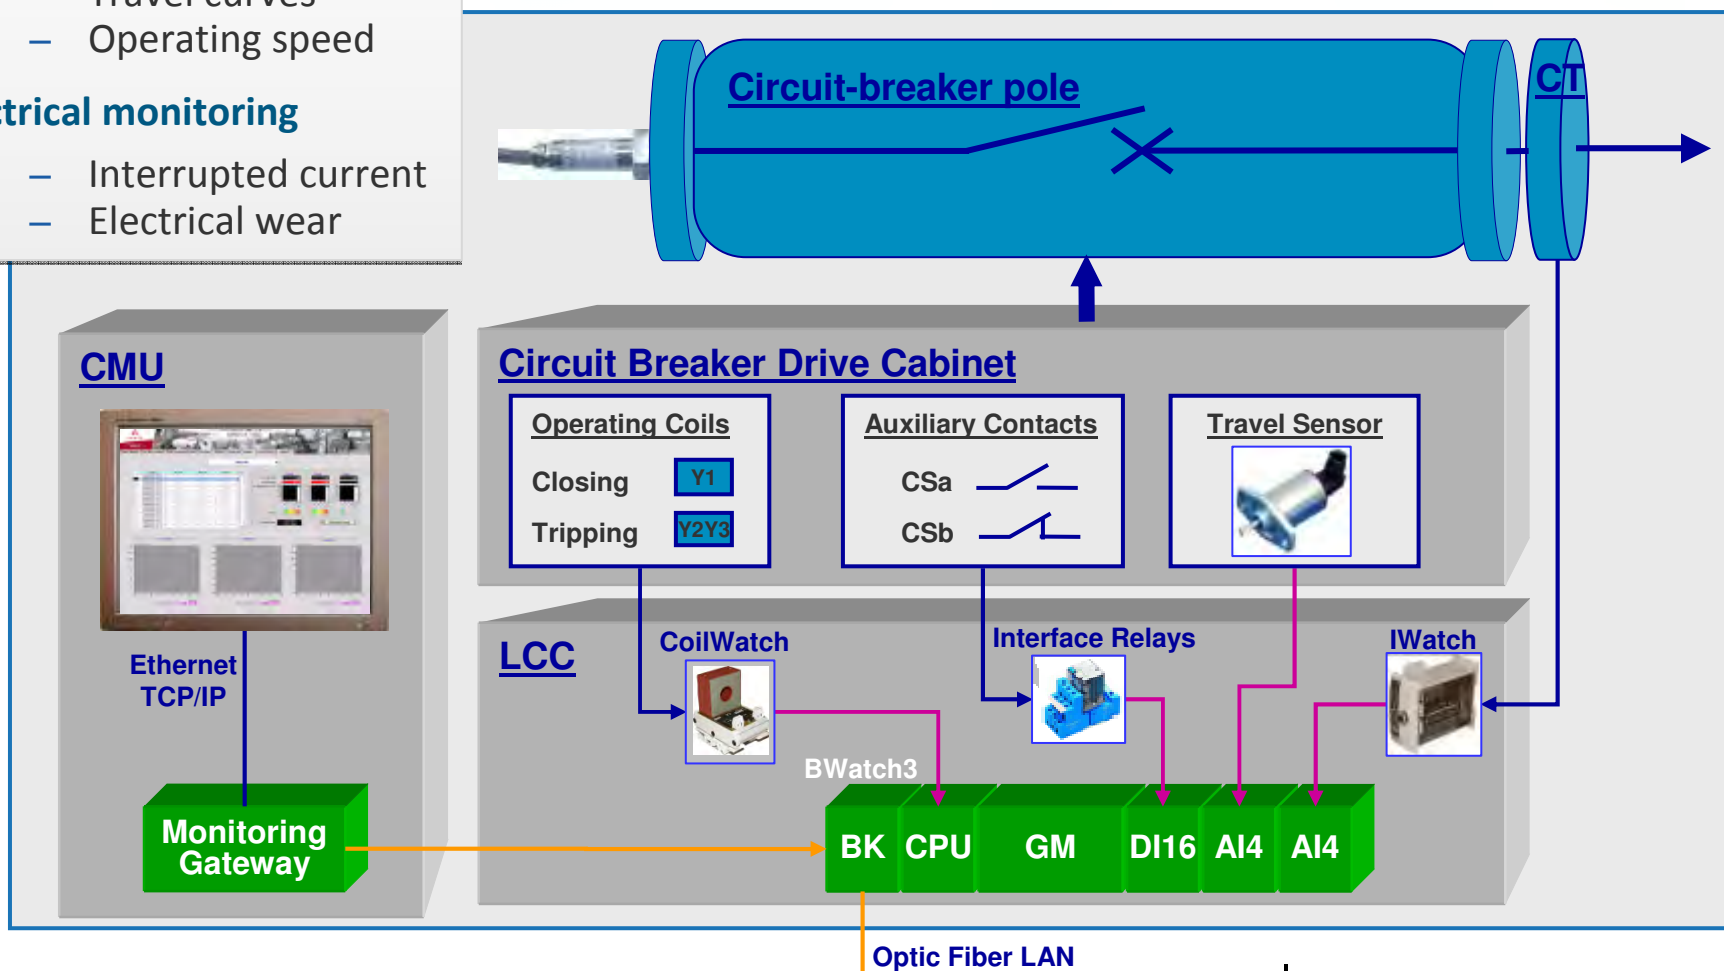 – Operating speed
monitoring
– Interrupted current
– Electrical wear
Circuit-breaker pole
CT
CMU
Circuit Breaker Drive Cabinet
Operating Coils
Closing Y1
Tripping Y2Y3
Auxiliary Contacts
CSa
CSb
Travel Sensor
Ethernet
TCP/IP
Monitoring
Gateway
LCC
CoilWatch
Interface Relays
IWatch
BWatch3
BK CPU GM DI16 AI4 AI4
Optic Fiber LAN